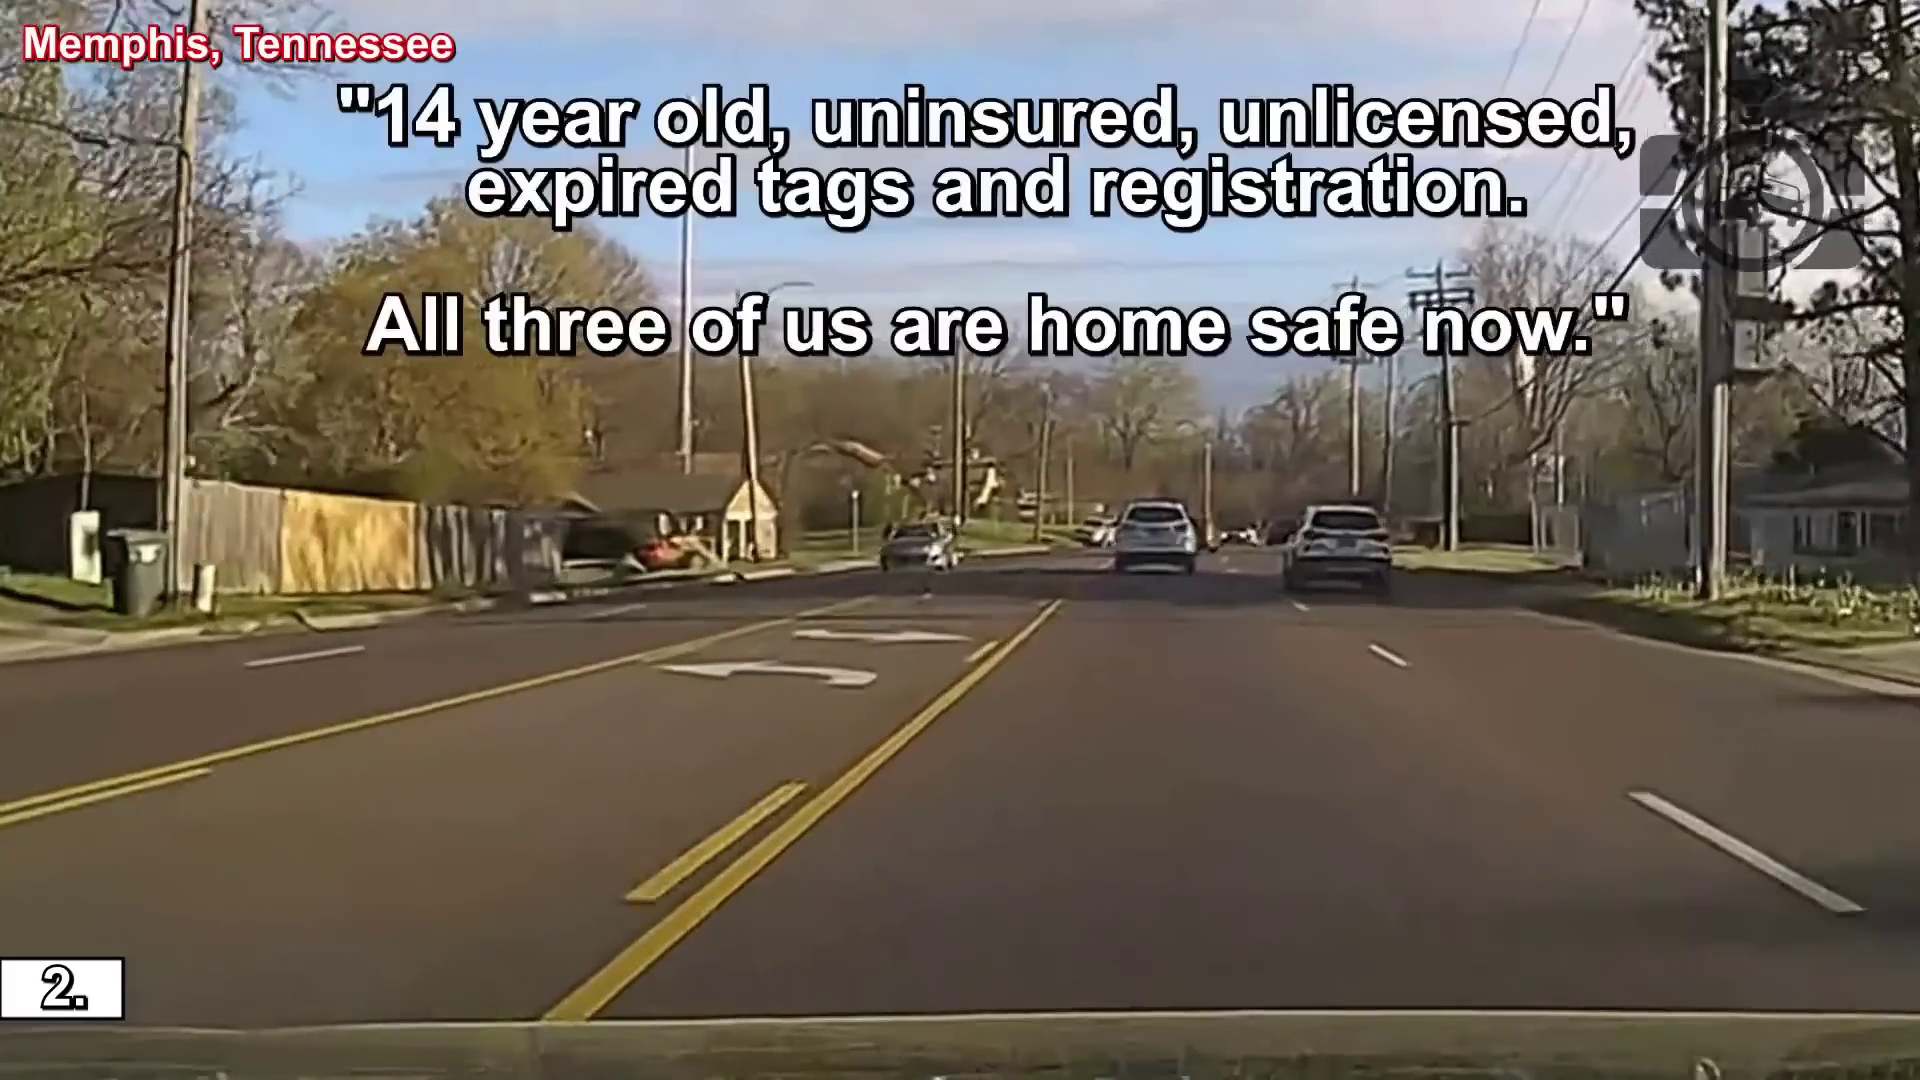 Memphis, Tennessee
"14 year old, uninsured, unlicensed,
expired tags and registration.
All three of us are home safe now."
2.